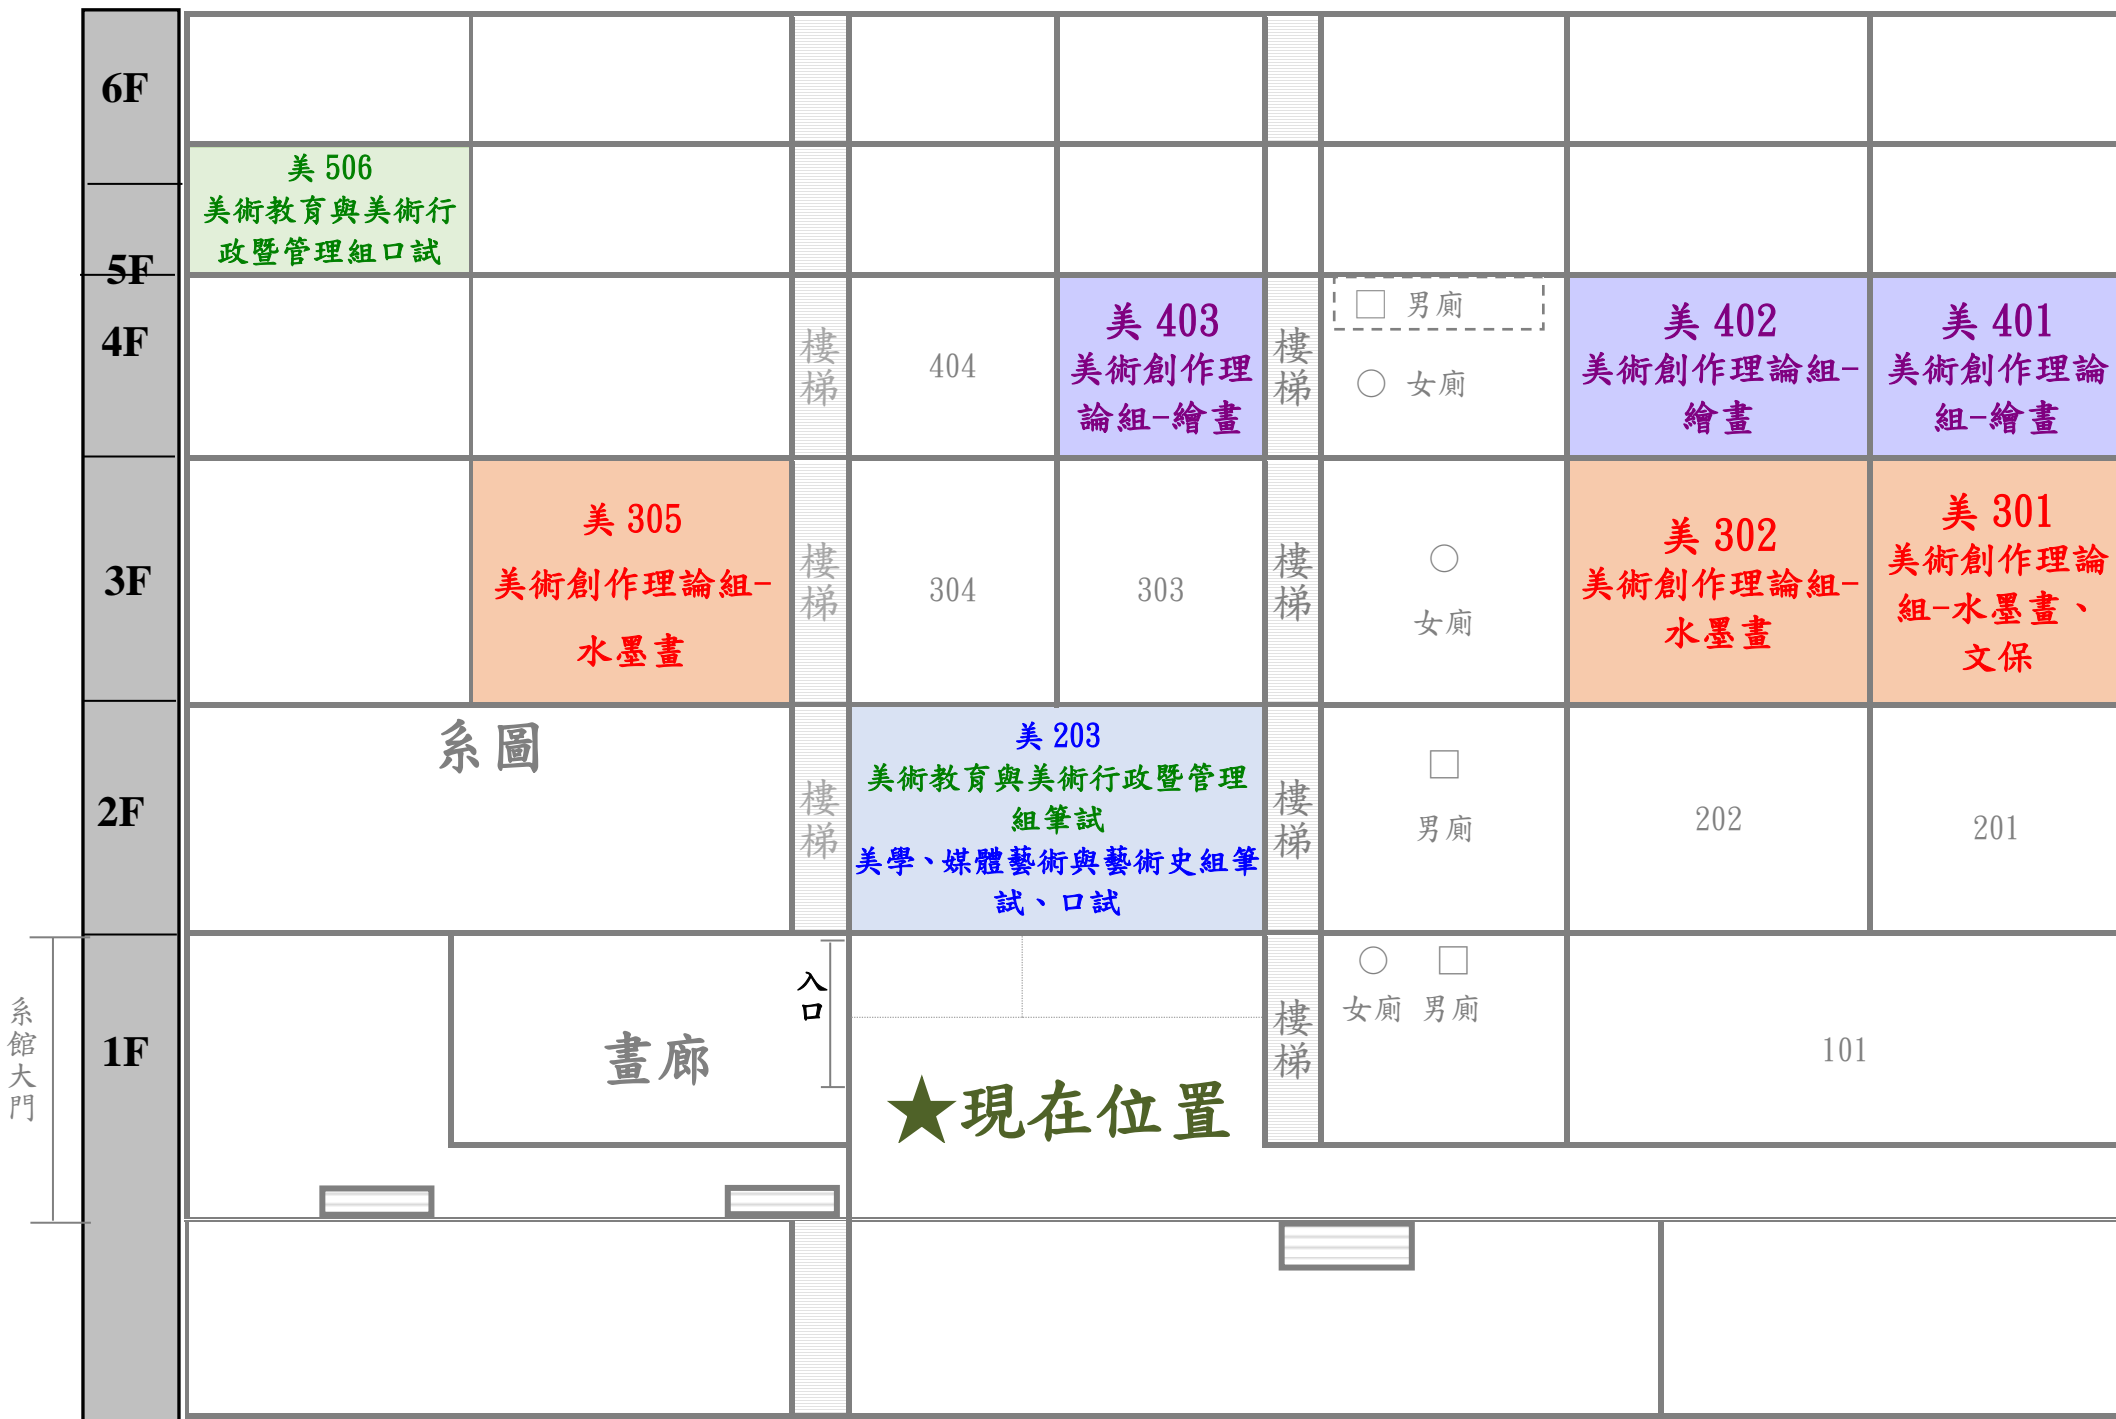 6F
美 506
美術教育與美術行
政暨管理組口試
5F
4F
樓梯
404
美 403
美術創作理
論組-繪畫
樓梯
□ 男廁
○ 女廁
美 402
美術創作理論組-
繪畫
美 401
美術創作理論
組-繪畫
3F
美 305
美術創作理論組-
水墨畫
樓梯
304
303
樓梯
○
女廁
美 302
美術創作理論組-
水墨畫
美 301
美術創作理論
組-水墨畫、
文保
2F
系圖
樓梯
美 203
美術教育與美術行政暨管理
組筆試
美學、媒體藝術與藝術史組筆
試、口試
樓梯
□
男廁
202
201
系館大門
1F
畫廊
入口
★現在位置
樓梯
○ □
女廁 男廁
101